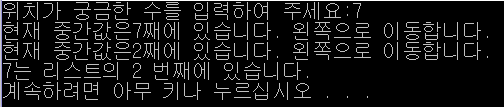 위치가 궁금한 수를 입력하여 주세요:7
현재 중간값은7째에 있습니다. 왼쪽으로 이동합니다.
현재 중간값은2째에 있습니다. 왼쪽으로 이동합니다.
7는 리스트의 2 번째에 있습니다.
계속하려면 아무 키나 누르십시오 . . .